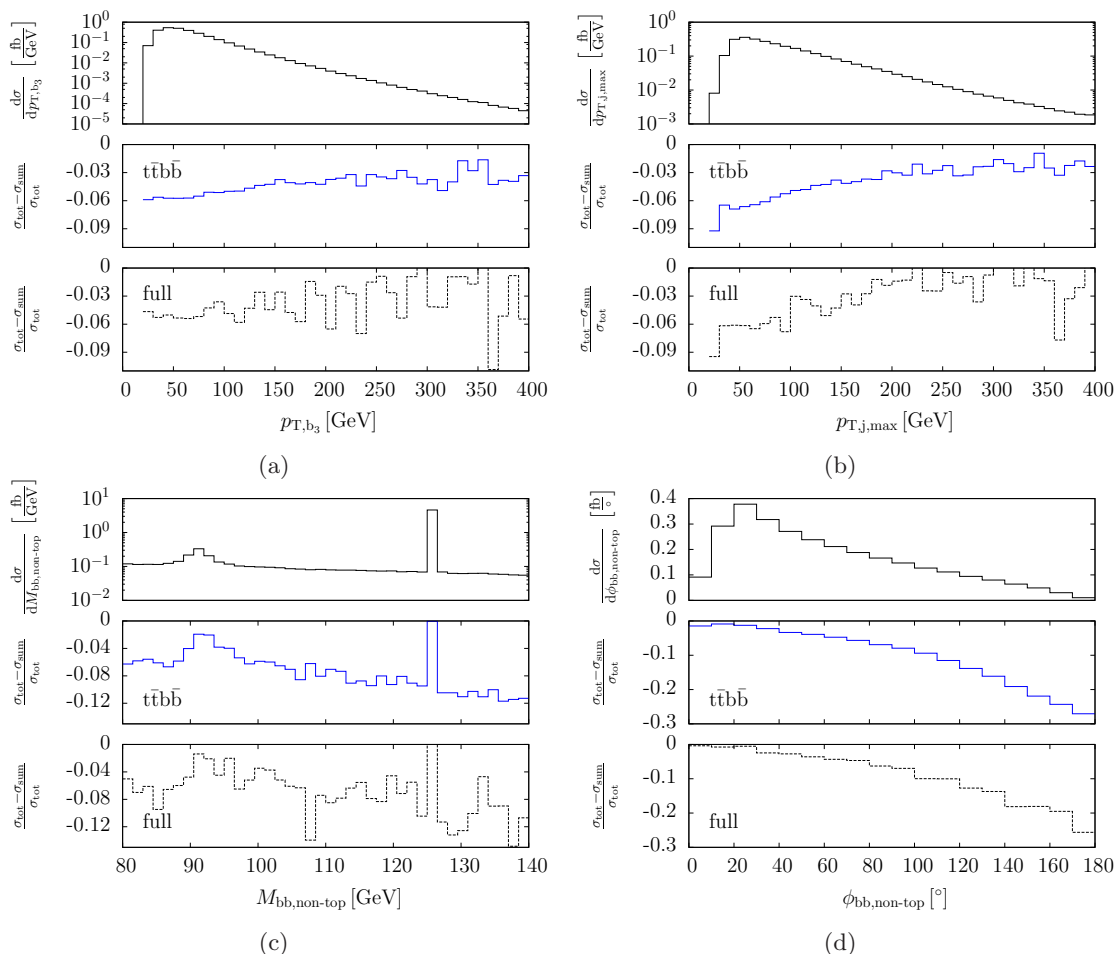 dσ/dp_T,b₃ [fb/GeV]
10⁰
10⁻¹
10⁻²
10⁻³
10⁻⁴
10⁻⁵
σ_tot−σ_sum/σ_tot
0
-0.03
-0.06
-0.09
tt̄bb̄
σ_tot−σ_sum/σ_tot
0
-0.03
-0.06
-0.09
full
0 50 100 150 200 250 300 350 400
p_T,b₃ [GeV]
(a)
dσ/dp_T,j,max [fb/GeV]
10⁰
10⁻¹
10⁻²
10⁻³
σ_tot−σ_sum/σ_tot
0
-0.03
-0.06
-0.09
tt̄bb̄
σ_tot−σ_sum/σ_tot
0
-0.03
-0.06
-0.09
full
0 50 100 150 200 250 300 350 400
p_T,j,max [GeV]
(b)
dσ/dM_bb,non-top [fb/GeV]
10¹
10⁰
10⁻¹
10⁻²
σ_tot−σ_sum/σ_tot
0
-0.04
-0.08
-0.12
tt̄bb̄
σ_tot−σ_sum/σ_tot
0
-0.04
-0.08
-0.12
full
80 90 100 110 120 130 140
M_bb,non-top [GeV]
(c)
dσ/dϕ_bb,non-top [fb/°]
0.4
0.3
0.2
0.1
0
σ_tot−σ_sum/σ_tot
0
-0.1
-0.2
-0.3
tt̄bb̄
σ_tot−σ_sum/σ_tot
0
-0.1
-0.2
-0.3
full
0 20 40 60 80 100 120 140 160 180
ϕ_bb,non-top [°]
(d)